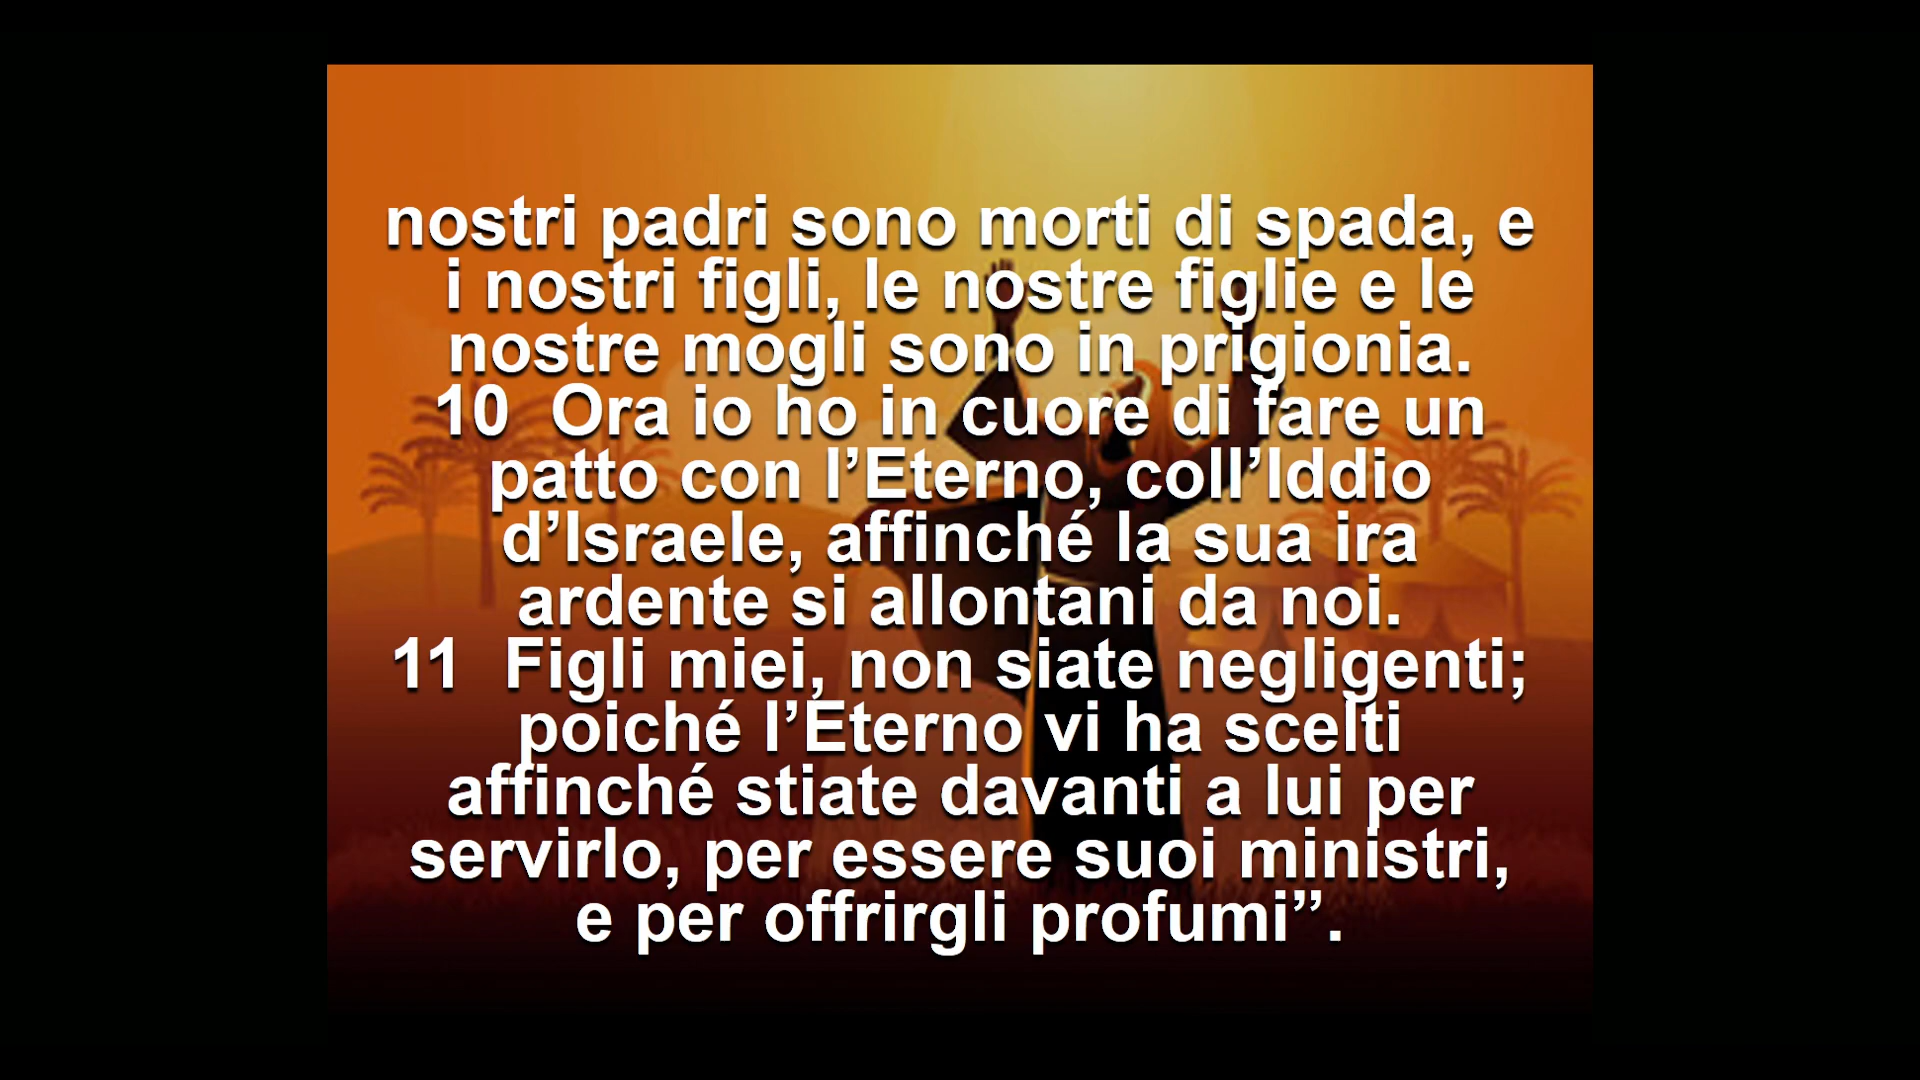 nostri padri sono morti di spada, e
i nostri figli, le nostre figlie e le
nostre mogli sono in prigionia.
10  Ora io ho in cuore di fare un
patto con l’Eterno, coll’Iddio
d’Israele, affinché la sua ira
ardente si allontani da noi.
11  Figli miei, non siate negligenti;
poiché l’Eterno vi ha scelti
affinché stiate davanti a lui per
servirlo, per essere suoi ministri,
e per offrirgli profumi”.